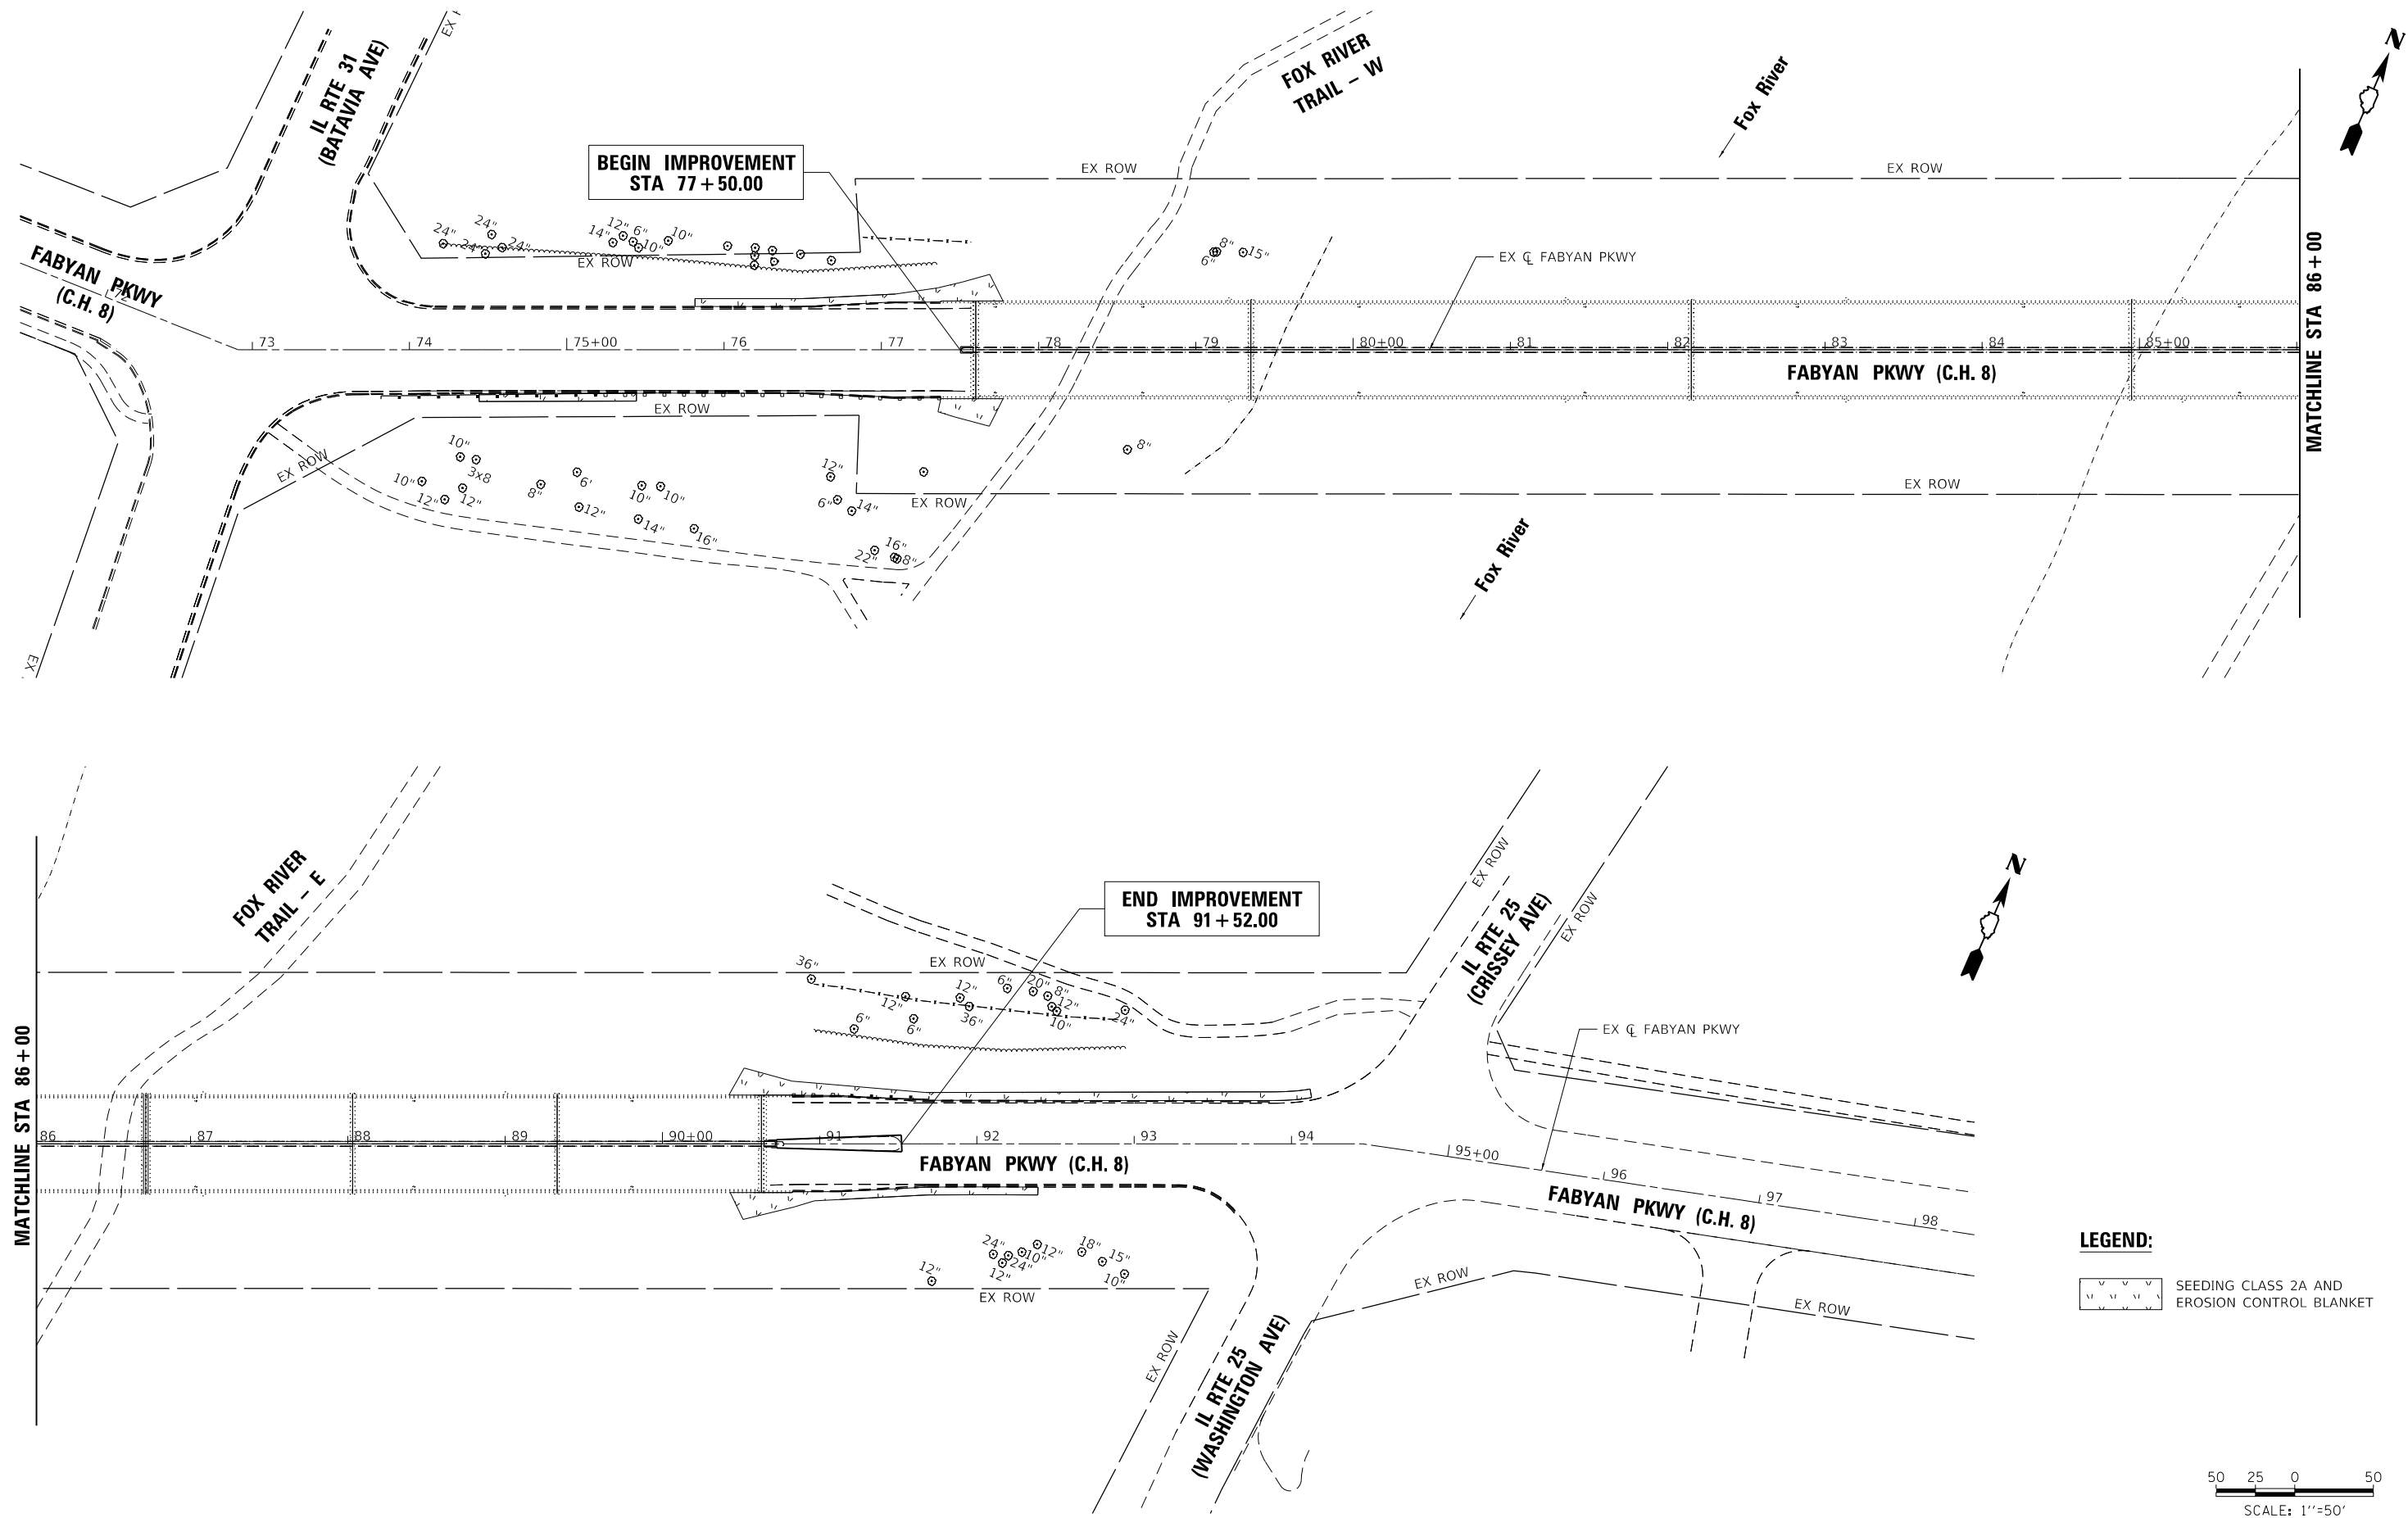 EX R
IL RTE 31
(BATAVIA AVE)
FOX RIVER
TRAIL - W
Fox River
N
BEGIN IMPROVEMENT
STA 77+50.00
EX ROW
EX ROW
24"
24"
24"
24"
14"
12"
6"
10"
10"
EX ROW
8"
6"
15"
EX ℄ FABYAN PKWY
FABYAN PKWY
(C.H. 8)
72
73
74
75+00
76
77
78
79
80+00
81
82
83
84
85+00
FABYAN PKWY (C.H. 8)
MATCHLINE STA 86+00
EX ROW
EX ROW
10"
3x8
10"
12"
12"
8"
6'
12"
10"
10"
14"
16"
12"
6"
14"
8"
EX ROW
EX ROW
16"
22"
8"
Fox River
EX
FOX RIVER
TRAIL - E
END IMPROVEMENT
STA 91+52.00
EX ROW
IL RTE 25
(CRISSEY AVE)
EX ROW
N
EX ROW
36"
12"
12"
6"
20"
8"
12"
36"
10"
24"
6"
6"
EX ℄ FABYAN PKWY
MATCHLINE STA 86+00
86
87
88
89
90+00
91
92
93
94
95+00
96
97
98
FABYAN PKWY (C.H. 8)
FABYAN PKWY (C.H. 8)
24"
12"
10"
24"
12"
18"
15"
10"
12"
EX ROW
EX ROW
EX ROW
EX ROW
IL RTE 25
(WASHINGTON AVE)
LEGEND:
SEEDING CLASS 2A AND
EROSION CONTROL BLANKET
50 25 0 50
SCALE: 1''=50'